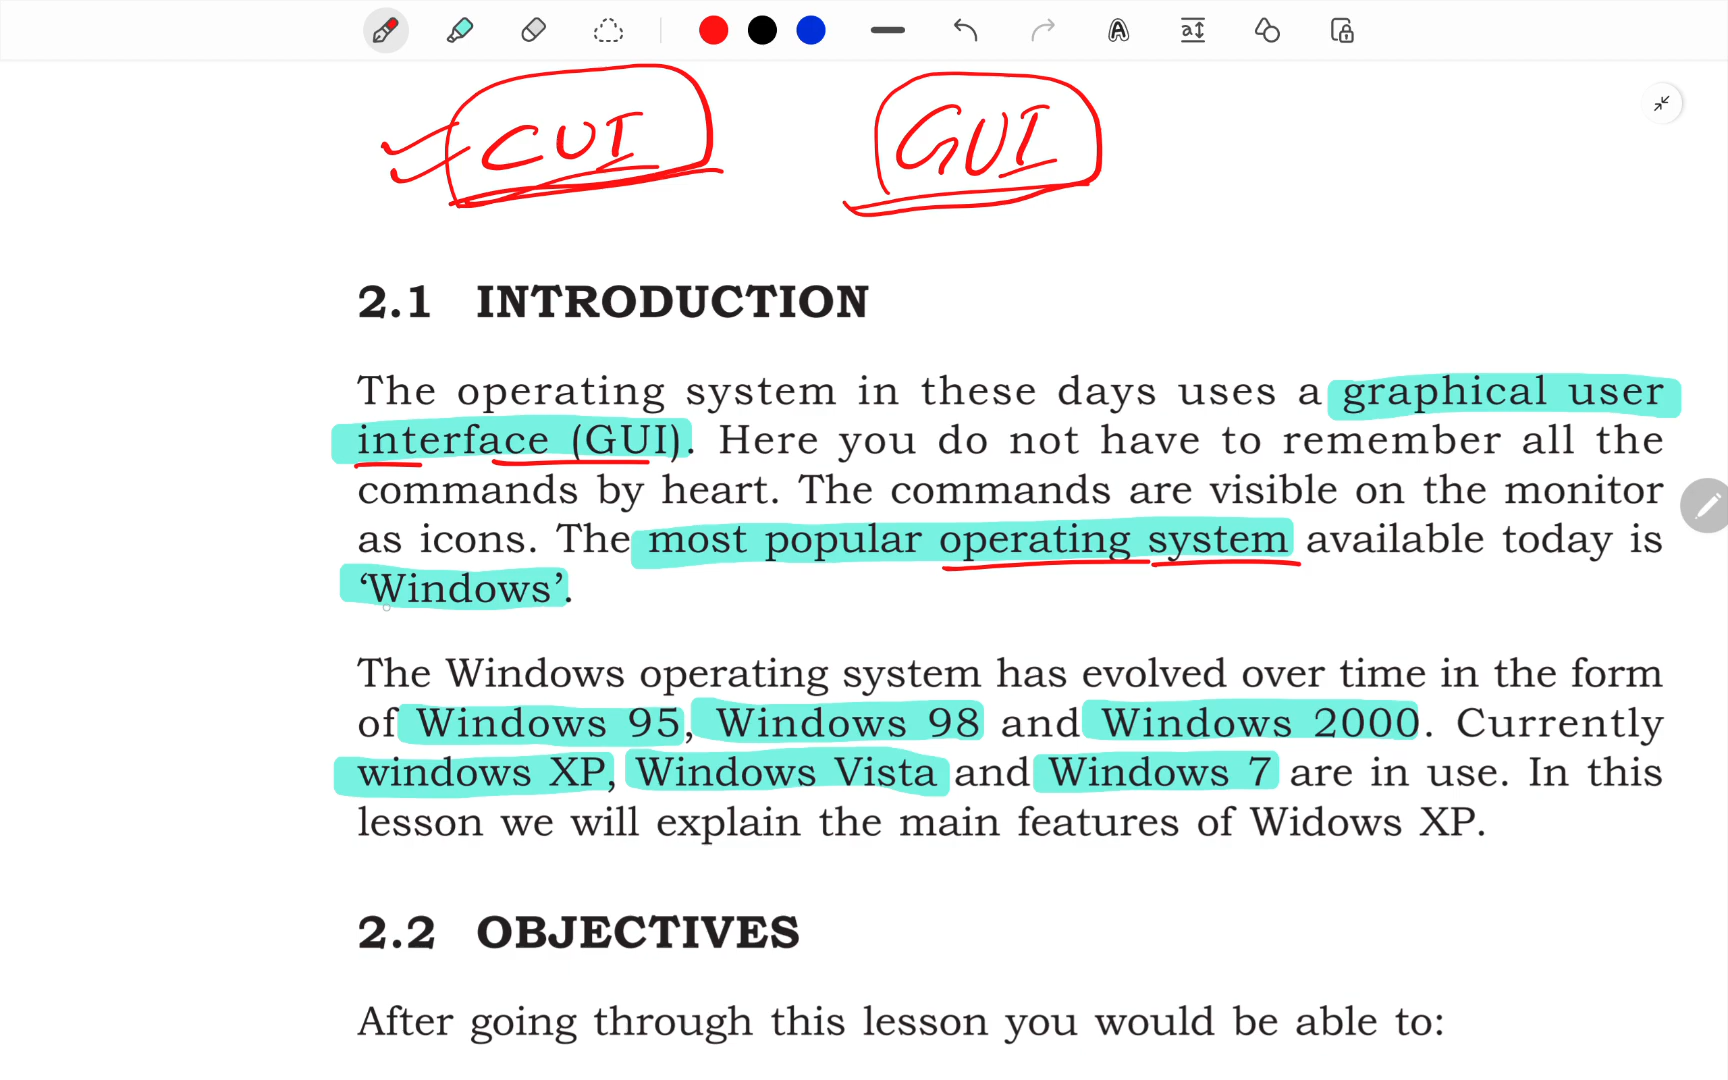 CUI GUI
2.1 INTRODUCTION
The operating system in these days uses a graphical user
interface (GUI). Here you do not have to remember all the
commands by heart. The commands are visible on the monitor
as icons. The most popular operating system available today is
‘Windows’.
The Windows operating system has evolved over time in the form
of Windows 95, Windows 98 and Windows 2000. Currently
windows XP, Windows Vista and Windows 7 are in use. In this
lesson we will explain the main features of Widows XP.
2.2 OBJECTIVES
After going through this lesson you would be able to: